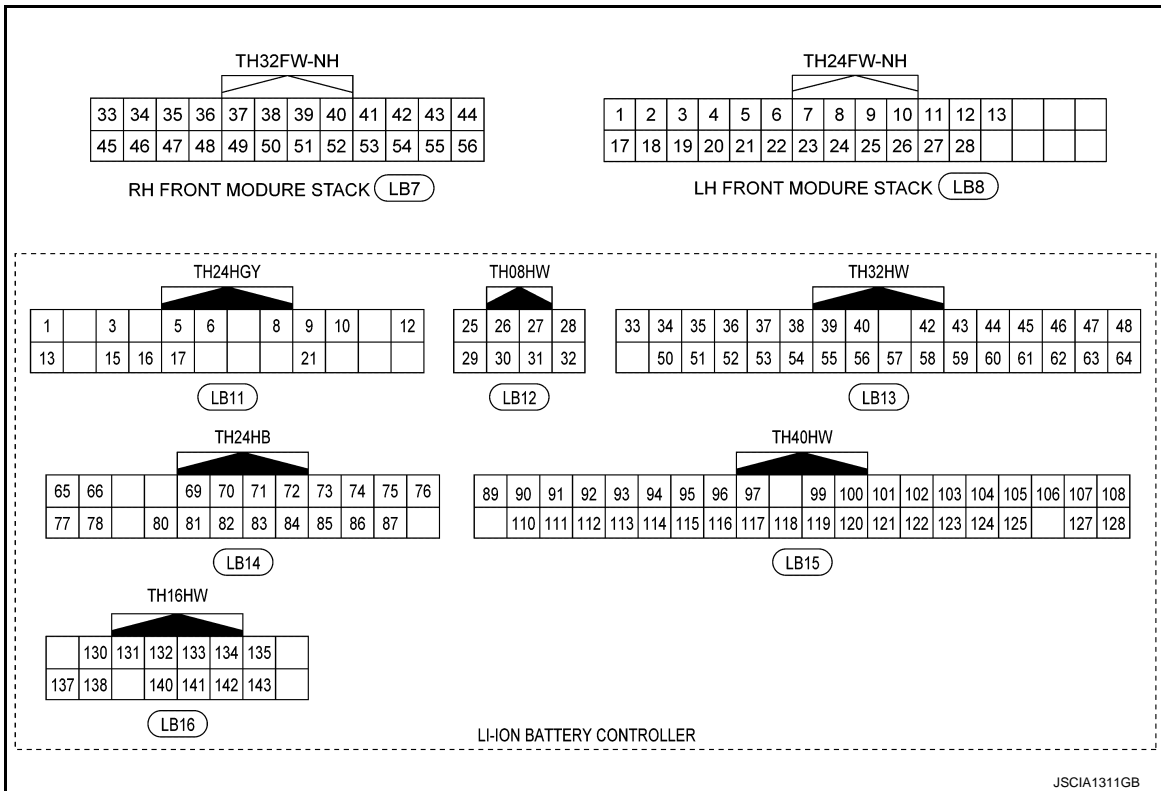 TH32FW-NH TH24FW-NH
33 34 35 36 37 38 39 40 41 42 43 44
45 46 47 48 49 50 51 52 53 54 55 56
RH FRONT MODURE STACK LB7
1 2 3 4 5 6 7 8 9 10 11 12 13
17 18 19 20 21 22 23 24 25 26 27 28
LH FRONT MODURE STACK LB8
TH24HGY
1 3 5 6 8 9 10 12
13 15 16 17 21
LB11
TH08HW
25 26 27 28
29 30 31 32
LB12
TH32HW
33 34 35 36 37 38 39 40 42 43 44 45 46 47 48
50 51 52 53 54 55 56 57 58 59 60 61 62 63 64
LB13
TH24HB
65 66 69 70 71 72 73 74 75 76
77 78 80 81 82 83 84 85 86 87
LB14
TH40HW
89 90 91 92 93 94 95 96 97 99 100 101 102 103 104 105 106 107 108
110 111 112 113 114 115 116 117 118 119 120 121 122 123 124 125 127 128
LB15
TH16HW
130 131 132 133 134 135
137 138 140 141 142 143
LB16
LI-ION BATTERY CONTROLLER
JSCIA1311GB